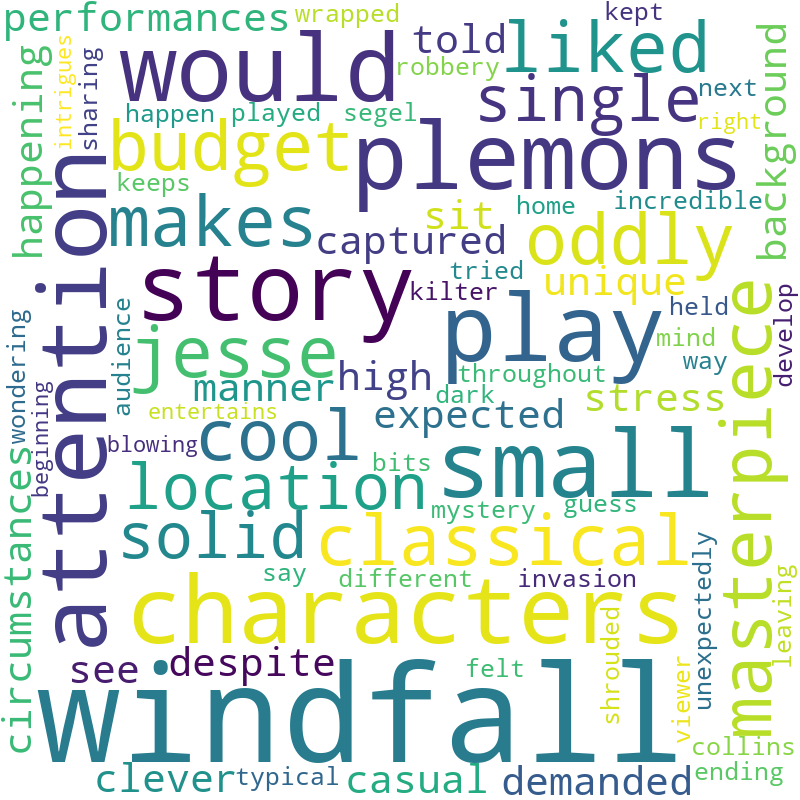 performances wrapped kept
would told liked
robbery
happening intrigues sharing happen played segel single next right background
budget plemons
keeps
attention makes captured sit home incredible oddly
story kilter tried unique
jesse play held mind
manner high throughout way
wondering audience dark stress masterpiece develop
beginning entertains expected
blowing cool bits small
location mystery guess
solid classical
circumstances say different invasion unexpectedly
characters shrouded leaving
see despite felt viewer
windfall collins
clever typical casual demanded ending